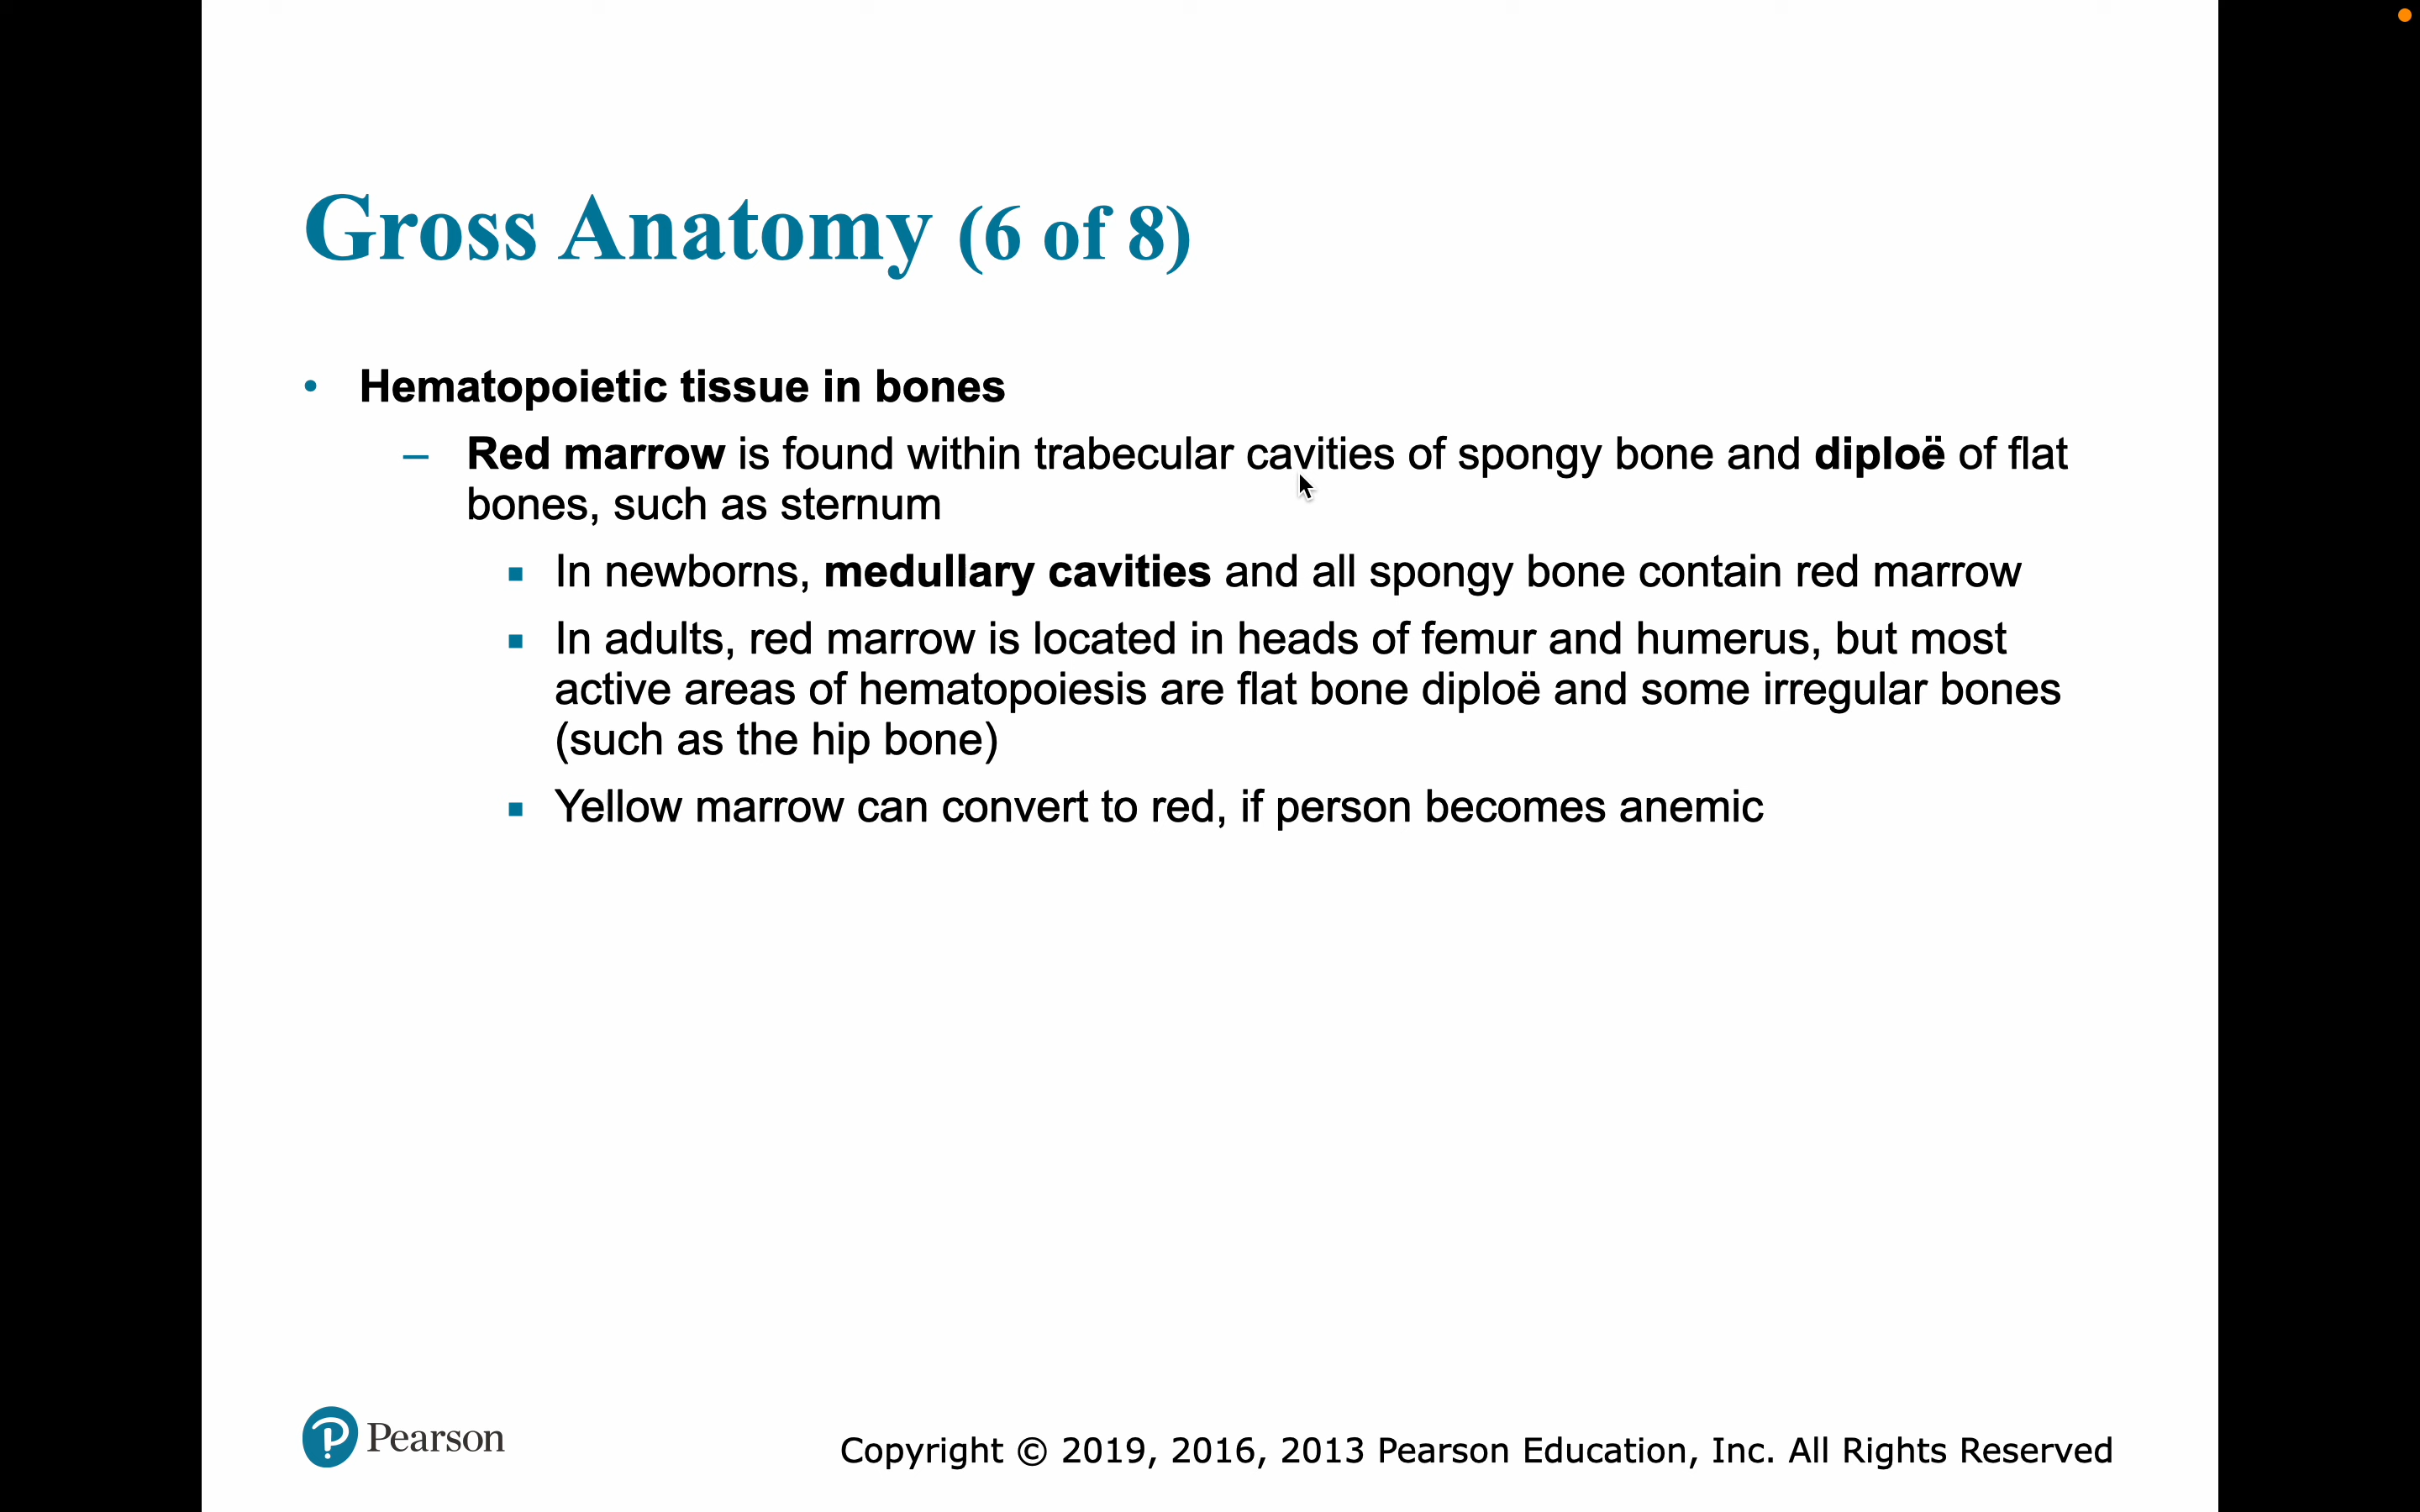 Gross Anatomy (6 of 8)
• Hematopoietic tissue in bones
– Red marrow is found within trabecular cavities of spongy bone and diploë of flat
bones, such as sternum
▪ In newborns, medullary cavities and all spongy bone contain red marrow
▪ In adults, red marrow is located in heads of femur and humerus, but most
active areas of hematopoiesis are flat bone diploë and some irregular bones
(such as the hip bone)
▪ Yellow marrow can convert to red, if person becomes anemic
P Pearson
Copyright © 2019, 2016, 2013 Pearson Education, Inc. All Rights Reserved